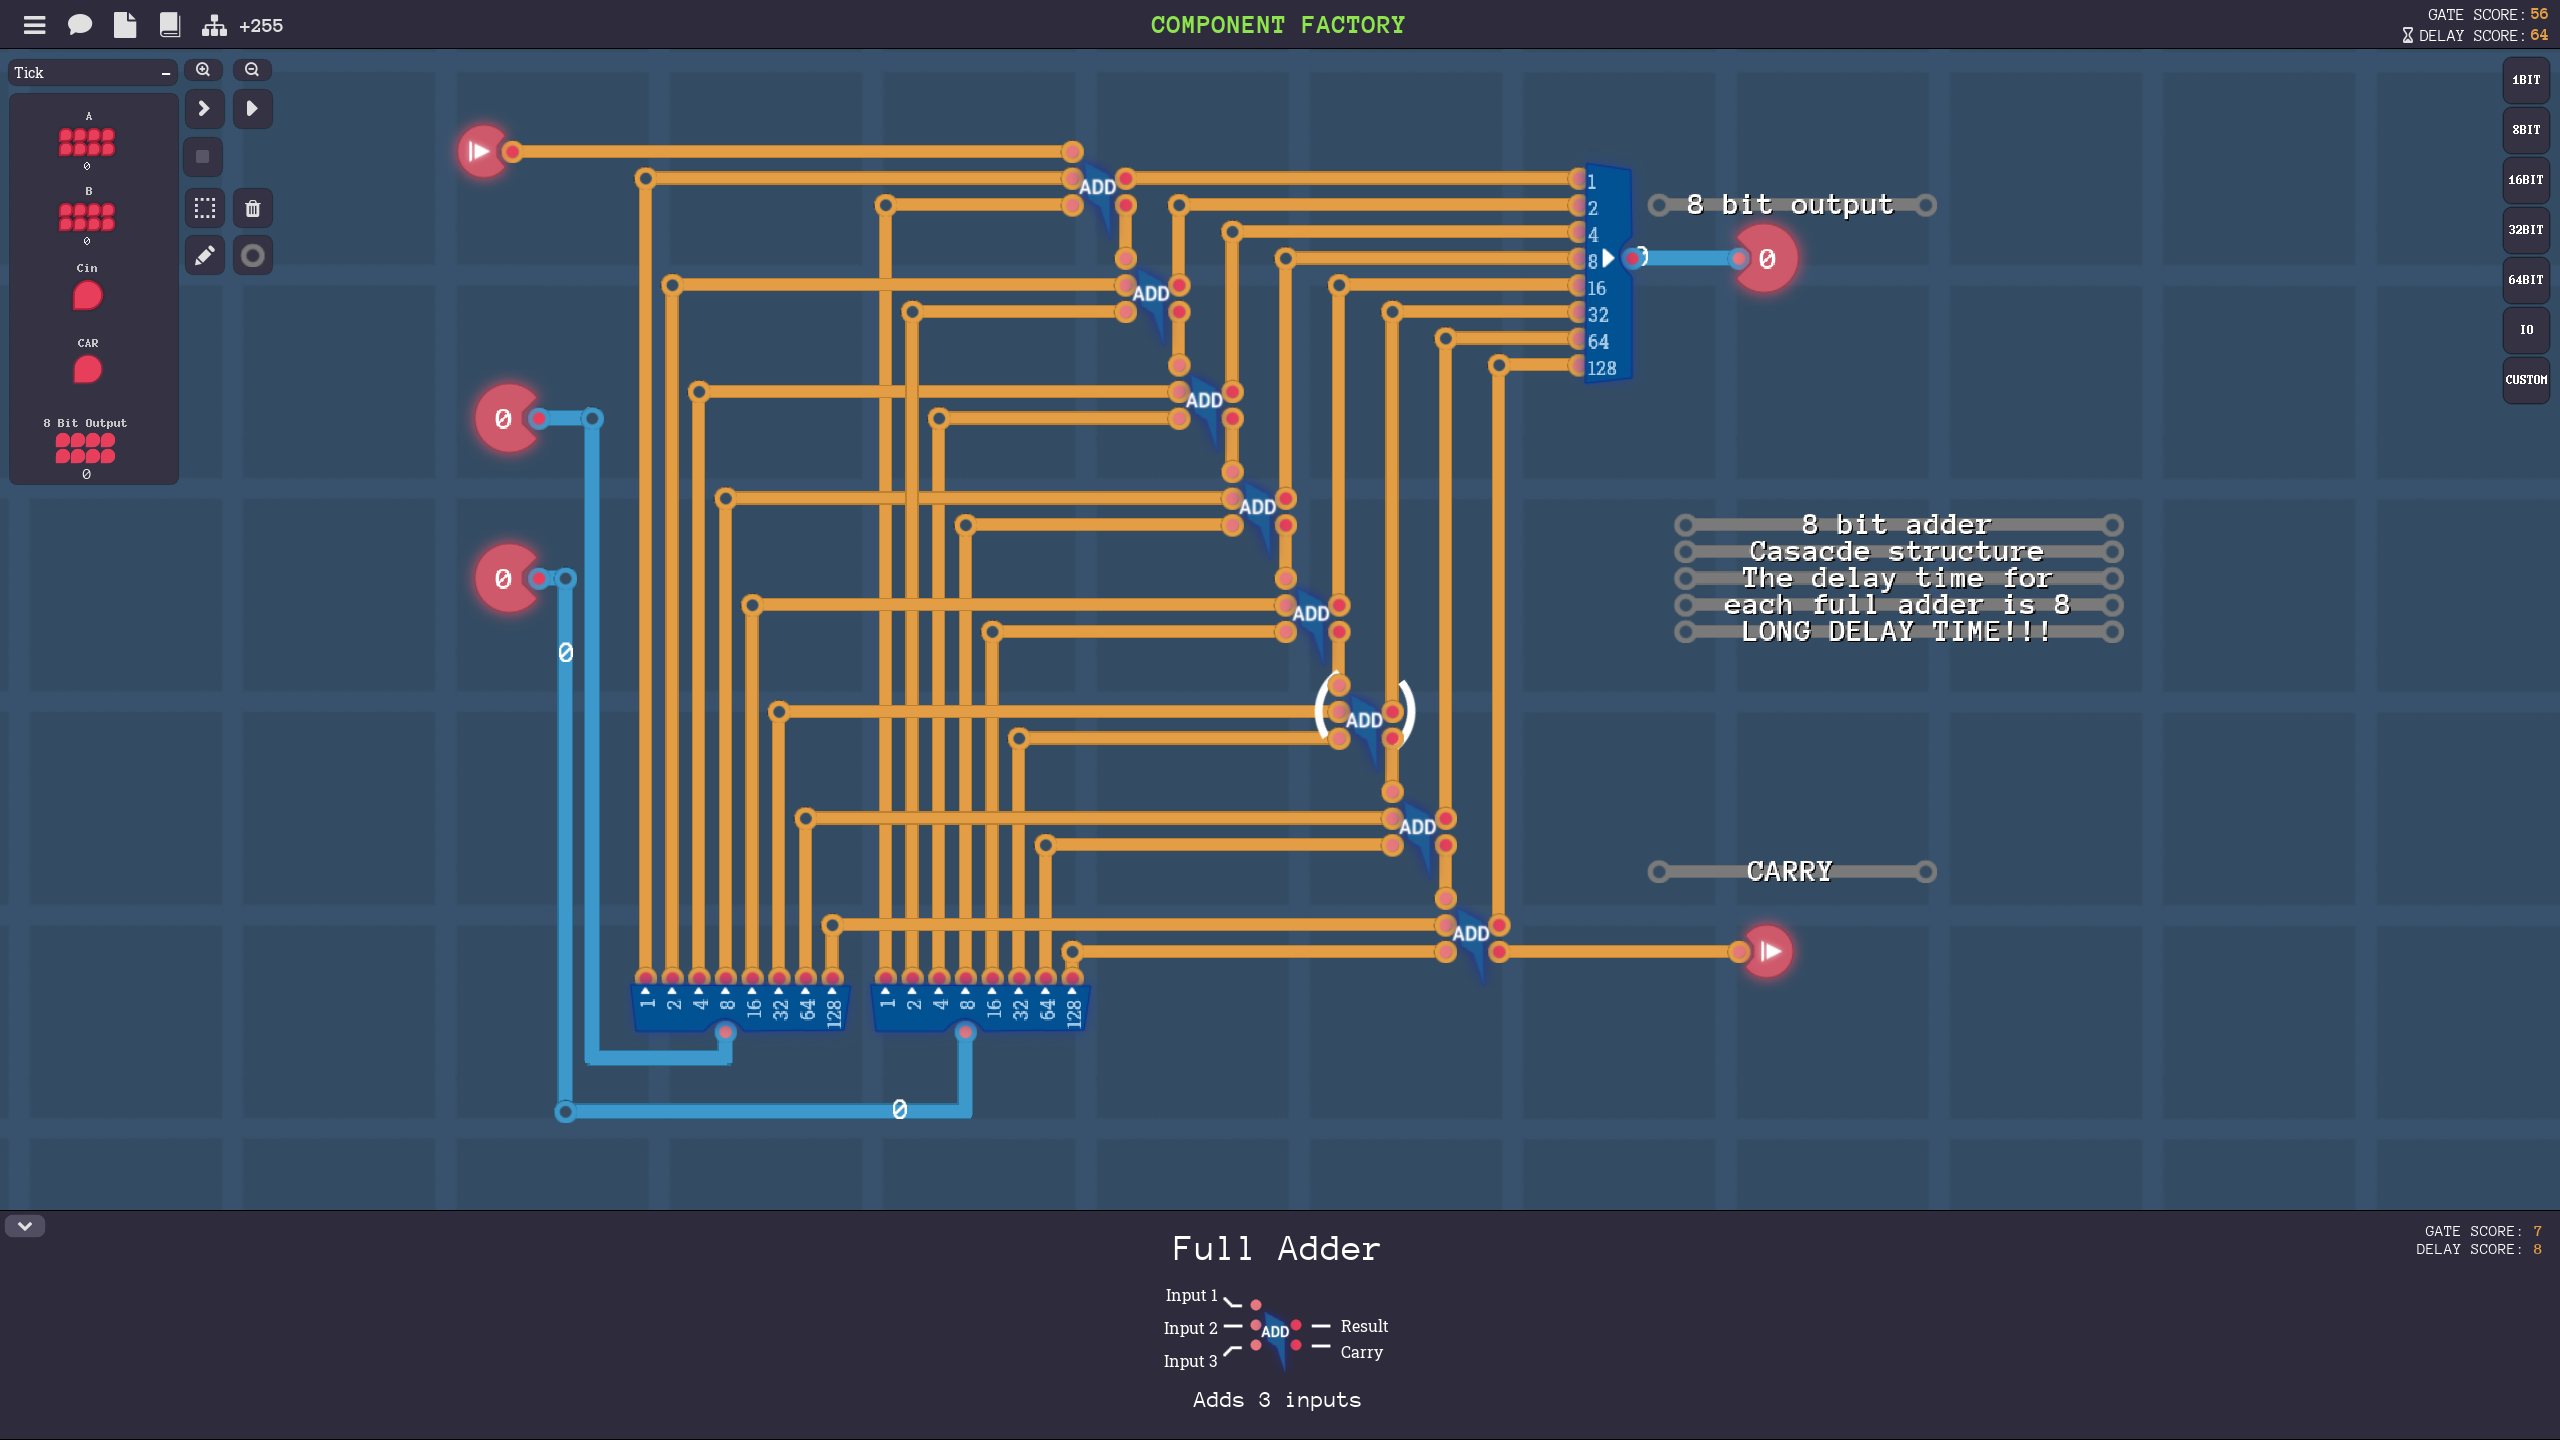 +255
COMPONENT FACTORY
GATE SCORE: 56
DELAY SCORE: 64
Tick
A
0
B
0
Cin
CAR
8 Bit Output
0
1BIT
8BIT
16BIT
32BIT
64BIT
IO
CUSTOM
ADD
ADD
ADD
ADD
ADD
ADD
ADD
ADD
1
2
4
8
16
32
64
128
8 bit output
0
0
0
0
8 bit adder
Casacde structure
The delay time for
each full adder is 8
LONG DELAY TIME!!!
CARRY
1 2 4 8 16 32 64 128
1 2 4 8 16 32 64 128
0
Full Adder
GATE SCORE: 7
DELAY SCORE: 8
Input 1
Input 2
Input 3
ADD
Result
Carry
Adds 3 inputs